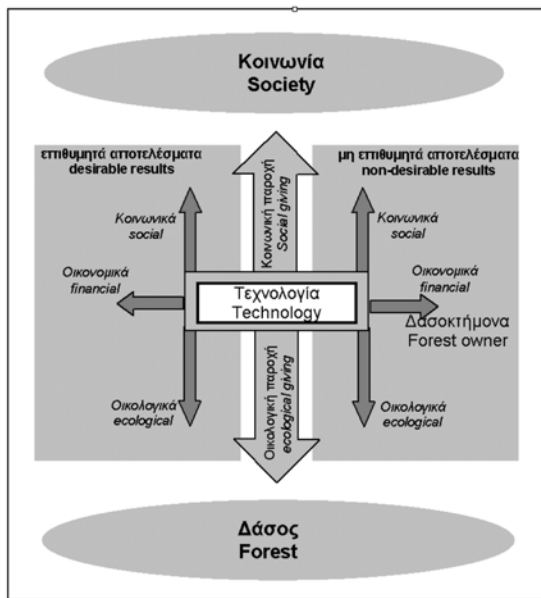 Κοινωνία
Society
επιθυμητά αποτελέσματα
desirable results
Κοινωνικά
social
Οικονομικά
financial
Οικολογικά
ecological
Κοινωνική παροχή
Social giving
Τεχνολογία
Technology
Οικολογική παροχή
ecological giving
μη επιθυμητά αποτελέσματα
non-desirable results
Κοινωνικά
social
Οικονομικά
financial
Δασοκτήμονα
Forest owner
Οικολογικά
ecological
Δάσος
Forest